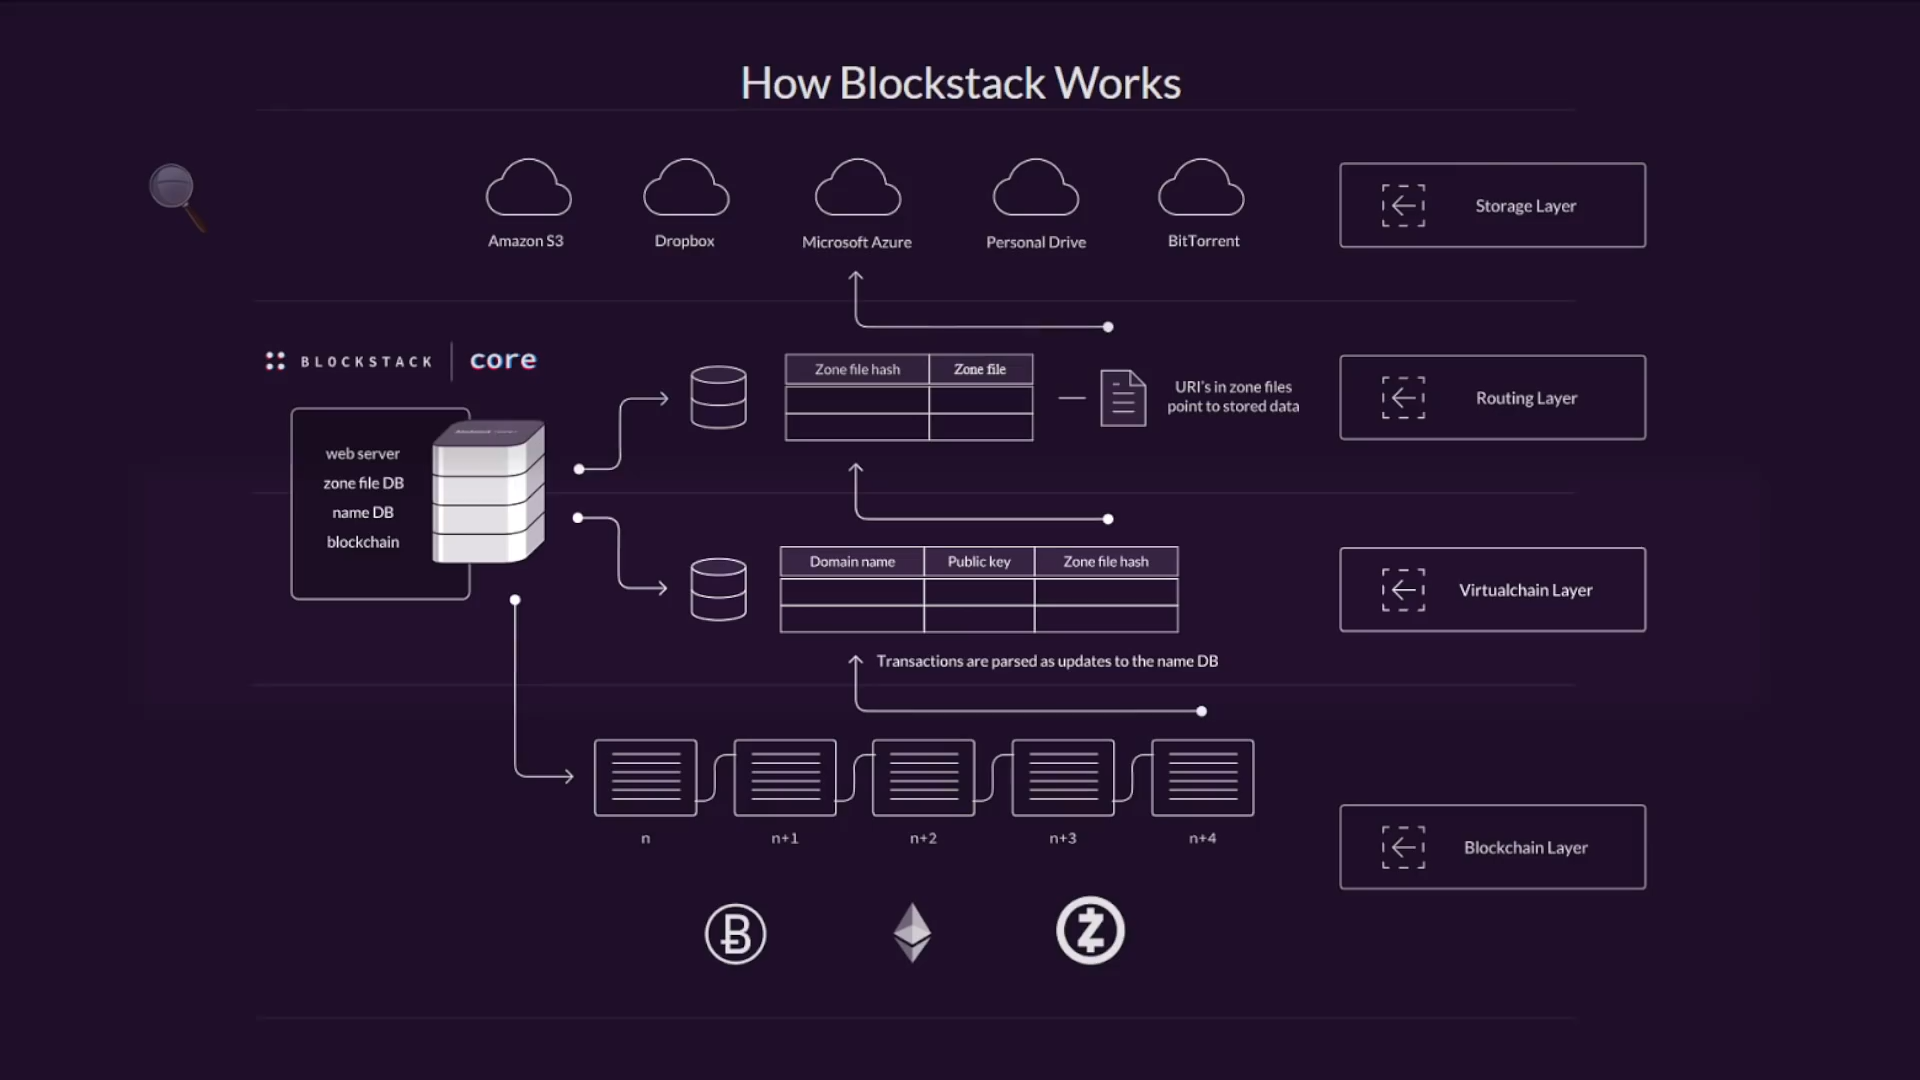 How Blockstack Works
Amazon S3
Dropbox
Microsoft Azure
Personal Drive
BitTorrent
Storage Layer
BLOCKSTACK core
web server
zone file DB
name DB
blockchain
Zone file hash
Zone file
URI's in zone files
point to stored data
Routing Layer
Domain name
Public key
Zone file hash
Virtualchain Layer
Transactions are parsed as updates to the name DB
n
n+1
n+2
n+3
n+4
Blockchain Layer